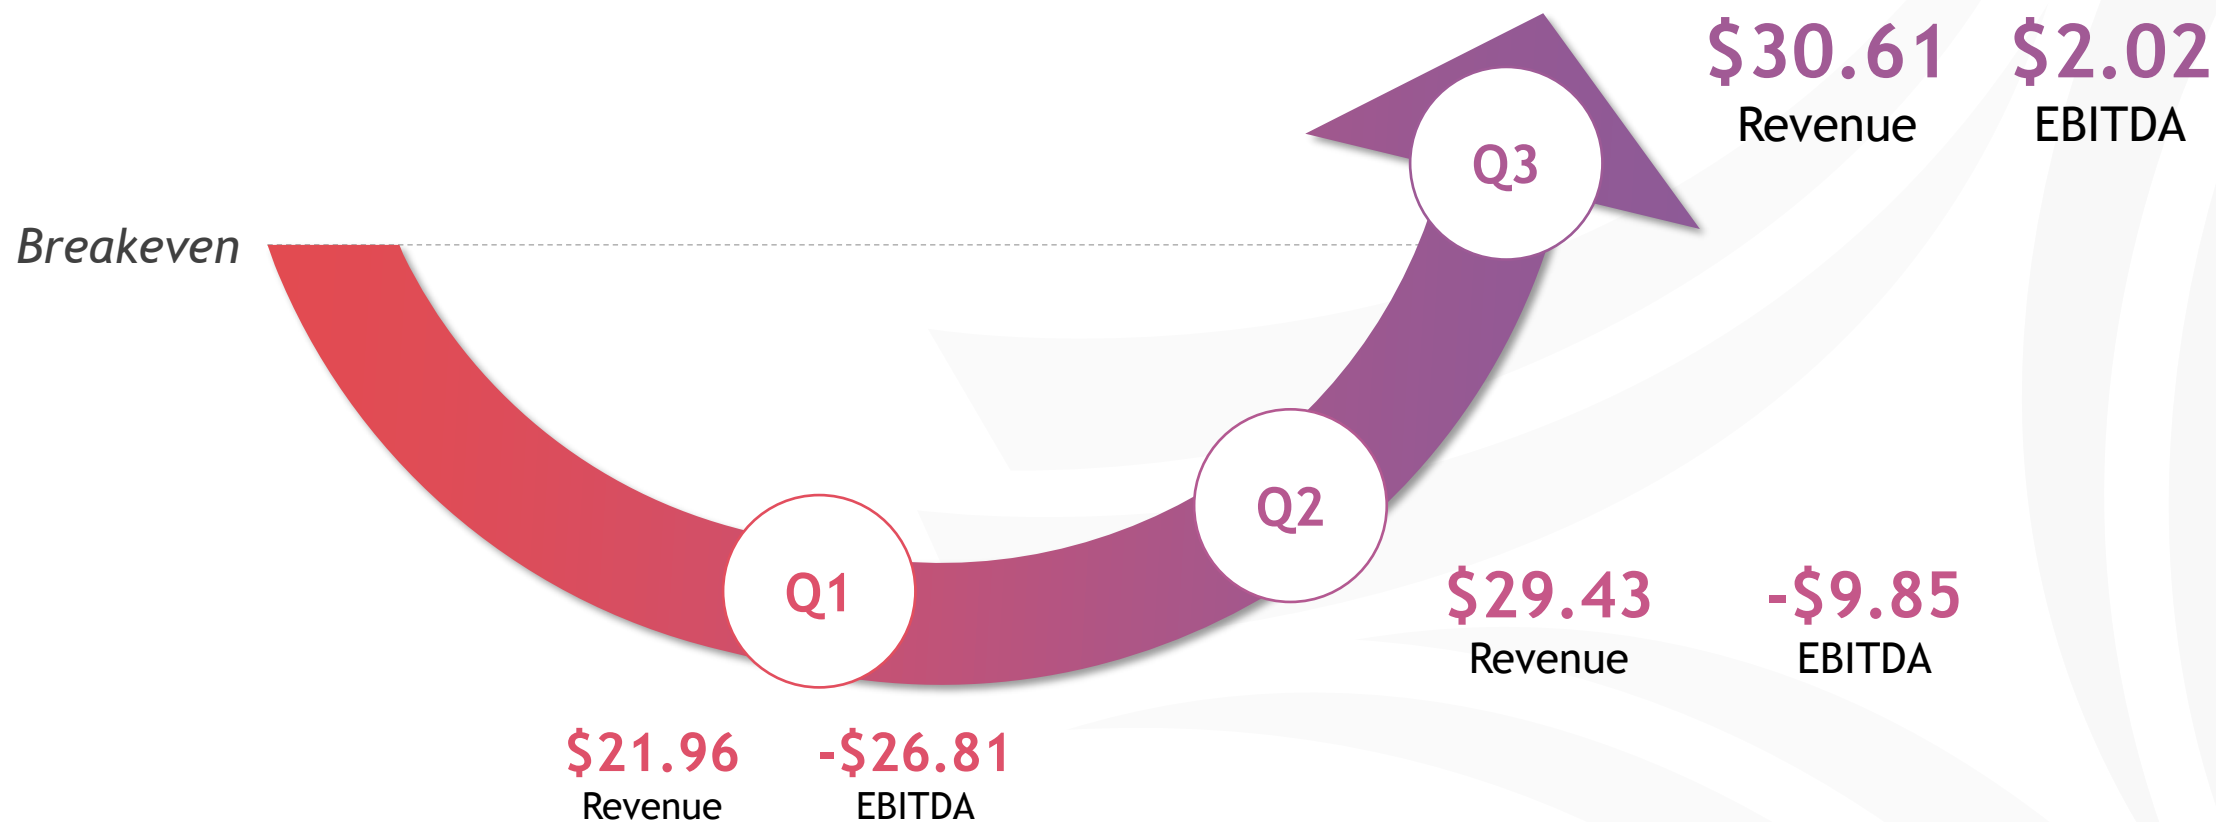 $30.61 $2.02
Revenue EBITDA
Q3
Breakeven
Q2
$29.43 -$9.85
Revenue EBITDA
Q1
$21.96 -$26.81
Revenue EBITDA